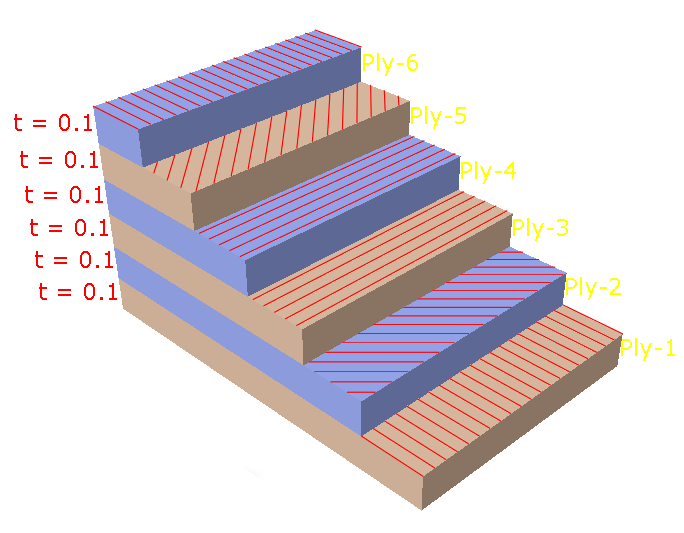 Ply-6
t = 0.1
Ply-5
t = 0.1
Ply-4
t = 0.1
Ply-3
t = 0.1
Ply-2
t = 0.1
Ply-1
t = 0.1